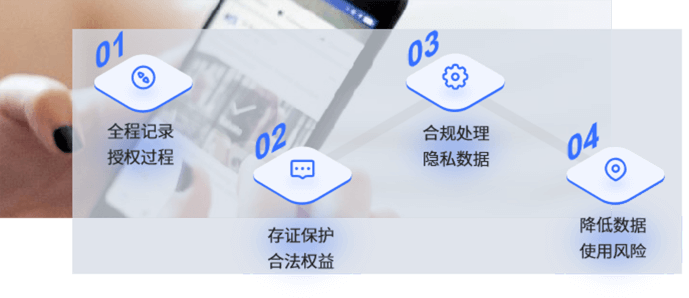 01
全程记录
授权过程
02
存证保护
合法权益
03
合规处理
隐私数据
04
降低数据
使用风险